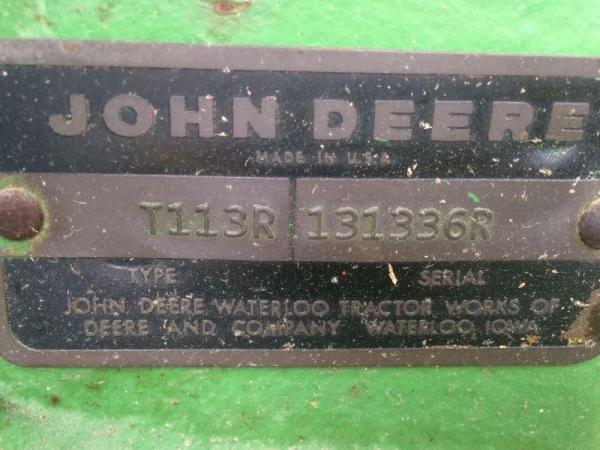 JOHN DEERE
MADE IN U.S.A
T113R 131336R
TYPE SERIAL
JOHN DEERE WATERLOO TRACTOR WORKS OF
DEERE AND COMPANY WATERLOO, IOWA